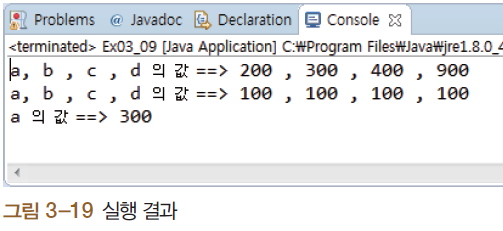 Problems @ Javadoc Declaration Console
<terminated> Ex03_09 [Java Application] C:₩Program Files₩Java₩jre1.8.0_4
a, b , c , d 의 값 ==> 200 , 300 , 400 , 900
a, b , c , d 의 값 ==> 100 , 100 , 100 , 100
a 의 값 ==> 300
그림 3-19 실행 결과